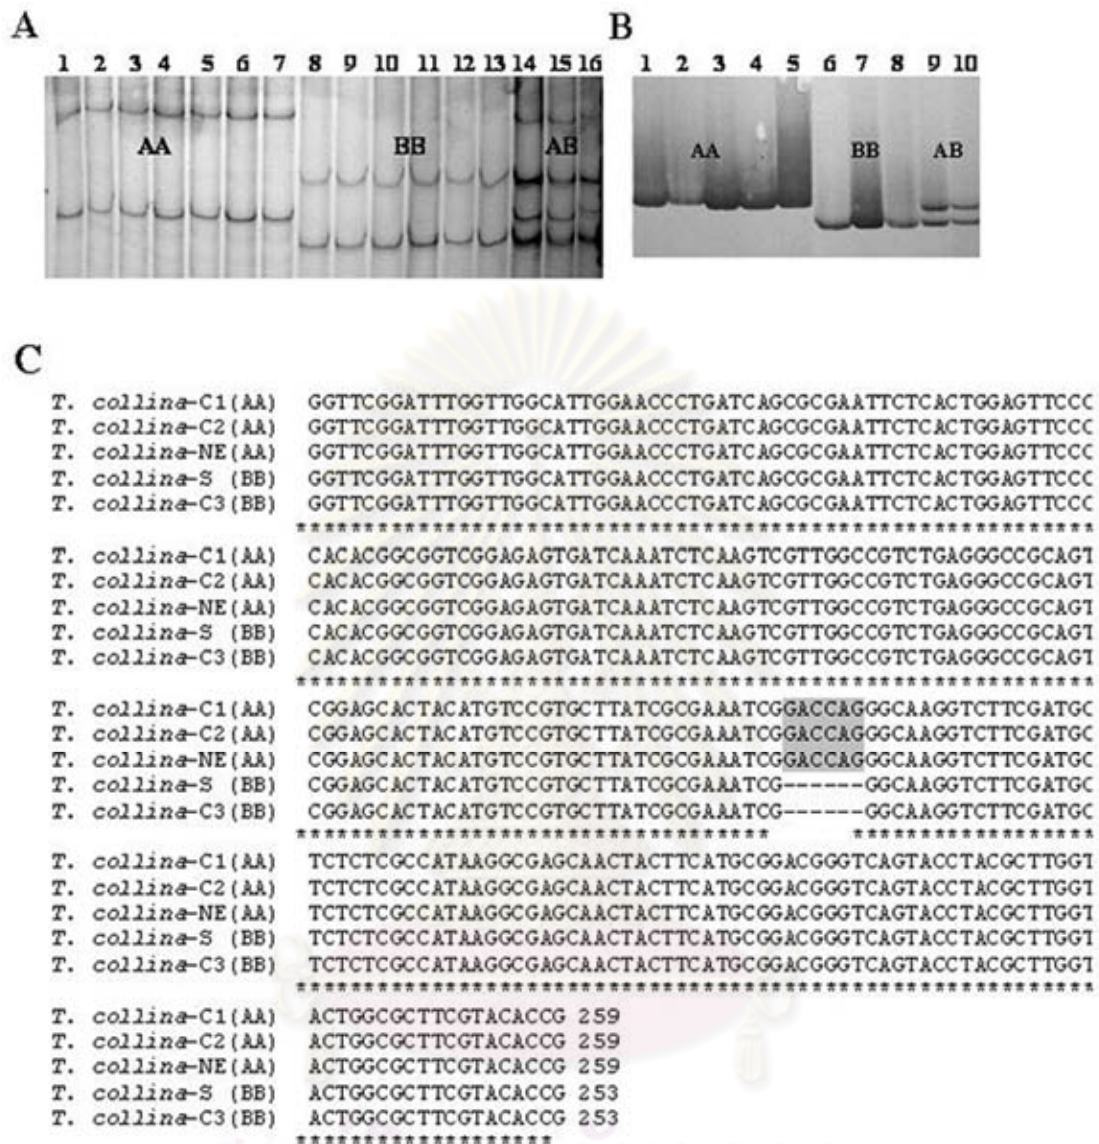 A
B
1 2 3 4 5 6 7 8 9 10 11 12 13 14 15 16
1 2 3 4 5 6 7 8 9 10
AA BB AB
AA BB AB
C
T. collina-C1(AA) GGTTCGGATTTGGTTGGCATTGGAACCCTGATCAGCGCGAATTCTCACTGGAGTTCCC
T. collina-C2(AA) GGTTCGGATTTGGTTGGCATTGGAACCCTGATCAGCGCGAATTCTCACTGGAGTTCCC
T. collina-NE(AA) GGTTCGGATTTGGTTGGCATTGGAACCCTGATCAGCGCGAATTCTCACTGGAGTTCCC
T. collina-S (BB) GGTTCGGATTTGGTTGGCATTGGAACCCTGATCAGCGCGAATTCTCACTGGAGTTCCC
T. collina-C3(BB) GGTTCGGATTTGGTTGGCATTGGAACCCTGATCAGCGCGAATTCTCACTGGAGTTCCC
***********************************************************
T. collina-C1(AA) CACACGGCGGTCGGAGAGTGATCAAATCTCAAGTCGTTGGCCGTCTGAGGGCCGCAGT
T. collina-C2(AA) CACACGGCGGTCGGAGAGTGATCAAATCTCAAGTCGTTGGCCGTCTGAGGGCCGCAGT
T. collina-NE(AA) CACACGGCGGTCGGAGAGTGATCAAATCTCAAGTCGTTGGCCGTCTGAGGGCCGCAGT
T. collina-S (BB) CACACGGCGGTCGGAGAGTGATCAAATCTCAAGTCGTTGGCCGTCTGAGGGCCGCAGT
T. collina-C3(BB) CACACGGCGGTCGGAGAGTGATCAAATCTCAAGTCGTTGGCCGTCTGAGGGCCGCAGT
***********************************************************
T. collina-C1(AA) CGGAGCACTACATGTCCGTGCTTATCGCGAAATCGGACCAGGGCAAGGTCTTCGATGC
T. collina-C2(AA) CGGAGCACTACATGTCCGTGCTTATCGCGAAATCGGACCAGGGCAAGGTCTTCGATGC
T. collina-NE(AA) CGGAGCACTACATGTCCGTGCTTATCGCGAAATCGGACCAGGGCAAGGTCTTCGATGC
T. collina-S (BB) CGGAGCACTACATGTCCGTGCTTATCGCGAAATCG------GGCAAGGTCTTCGATGC
T. collina-C3(BB) CGGAGCACTACATGTCCGTGCTTATCGCGAAATCG------GGCAAGGTCTTCGATGC
***********************************      ******************
T. collina-C1(AA) TCTCTCGCCATAAGGCGAGCAACTACTTCATGCGGACGGGTCAGTACCTACGCTTGGT
T. collina-C2(AA) TCTCTCGCCATAAGGCGAGCAACTACTTCATGCGGACGGGTCAGTACCTACGCTTGGT
T. collina-NE(AA) TCTCTCGCCATAAGGCGAGCAACTACTTCATGCGGACGGGTCAGTACCTACGCTTGGT
T. collina-S (BB) TCTCTCGCCATAAGGCGAGCAACTACTTCATGCGGACGGGTCAGTACCTACGCTTGGT
T. collina-C3(BB) TCTCTCGCCATAAGGCGAGCAACTACTTCATGCGGACGGGTCAGTACCTACGCTTGGT
***********************************************************
T. collina-C1(AA) ACTGGCGCTTCGTACACCG 259
T. collina-C2(AA) ACTGGCGCTTCGTACACCG 259
T. collina-NE(AA) ACTGGCGCTTCGTACACCG 259
T. collina-S (BB) ACTGGCGCTTCGTACACCG 253
T. collina-C3(BB) ACTGGCGCTTCGTACACCG 253
*******************